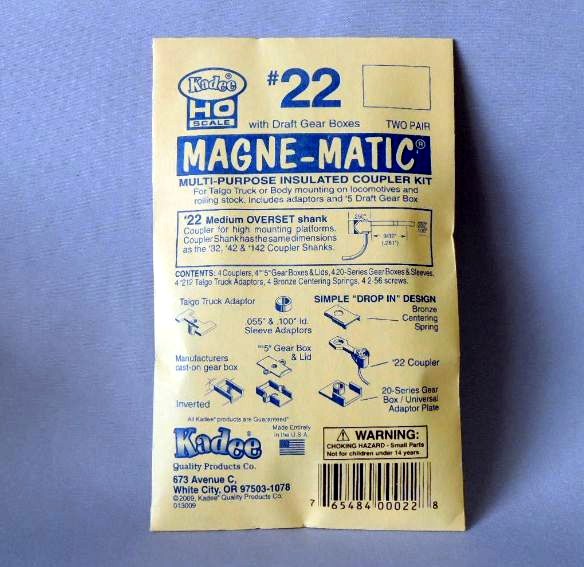 Kadee®
HO
SCALE
#22
with Draft Gear Boxes
TWO PAIR
MAGNE-MATIC®
MULTI-PURPOSE INSULATED COUPLER KIT
For Talgo Truck or Body mounting on locomotives and
rolling stock, includes adaptors and #5 Draft Gear Box
#22 Medium OVERSET shank
Coupler for high mounting platforms.
Coupler Shank has the same dimensions
as the #32, #42 & #142 Coupler Shanks.
9/32"
(.281")
CONTENTS: 4 Couplers, 4 #5 Gear Boxes & Lids, 4 20-Series Gear Boxes & Sleeves,
4 #212 Talgo Truck Adaptors, 4 Bronze Centering Springs, 4 2-56 screws.
Talgo Truck Adaptor
.055" & .100" Id.
Sleeve Adaptors
SIMPLE "DROP IN" DESIGN
Bronze
Centering
Spring
#5" Gear Box
& Lid
Manufacturers
cast-on gear box
#22 Coupler
Inverted
20-Series Gear
Box / Universal
Adaptor Plate
All Kadee® products are Guaranteed"
Kadee®
Quality Products Co.
Made Entirely
in the U.S.A.
673 Avenue C,
White City, OR 97503-1078
©2009, Kadee® Quality Products Co.
013009
WARNING:
CHOKING HAZARD - Small Parts
Not for children under 14 years
7 65484 00022 8